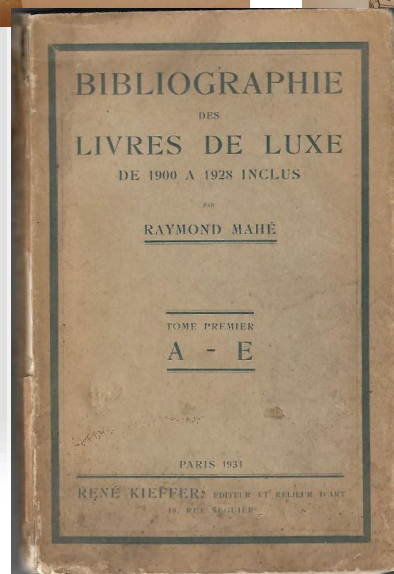 BIBLIOGRAPHIE
DES
LIVRES DE LUXE
DE 1900 A 1928 INCLUS
PAR
RAYMOND MAHÉ
TOME PREMIER
A - E
PARIS 1931
RENÉ KIEFFER, EDITEUR ET RELIEUR D'ART
18, RUE SÉGUIER